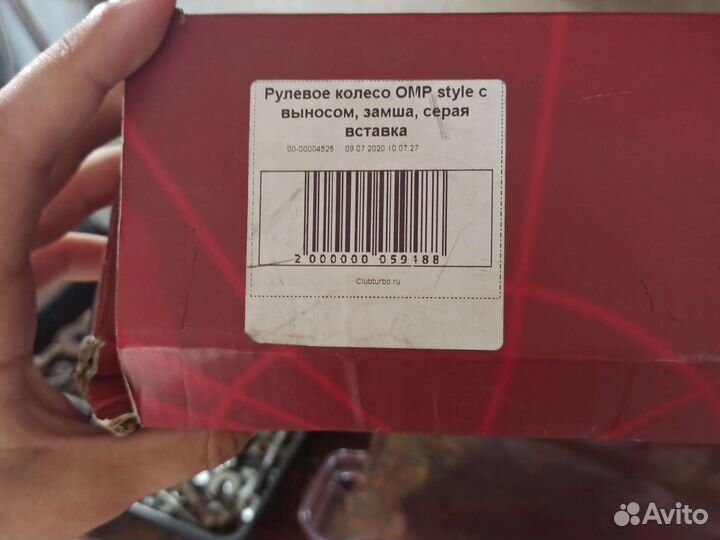 Рулевое колесо OMP style с
выносом, замша, серая
вставка
00-00004525 09.07.2020 10:07:27
2 000000 059188
Clubturbo.ru
Avito